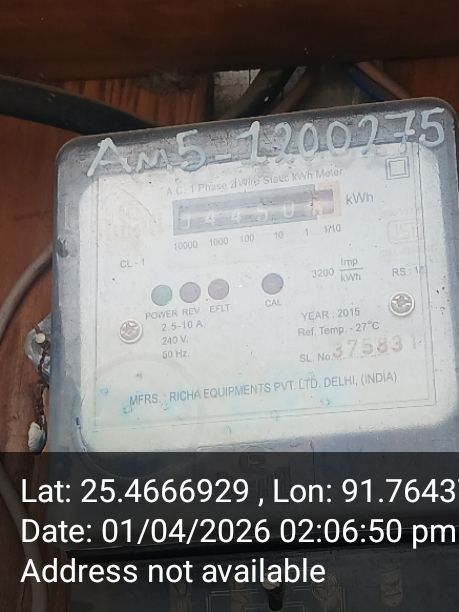 Am5-1200275
A.C. 1 Phase 2 Wire Static kWh Meter
kWh
10000 1000 100 10 1 1/10
CL - 1
3200 Imp/kWh
POWER REV EFLT CAL
2.5-10 A
240 V.
50 Hz.
YEAR : 2015
Ref. Temp. - 27°C
SL. No. 375831
MFRS. : RICHA EQUIPMENTS PVT. LTD. DELHI, (INDIA)
Lat: 25.4666929 , Lon: 91.7643
Date: 01/04/2026 02:06:50 pm
Address not available